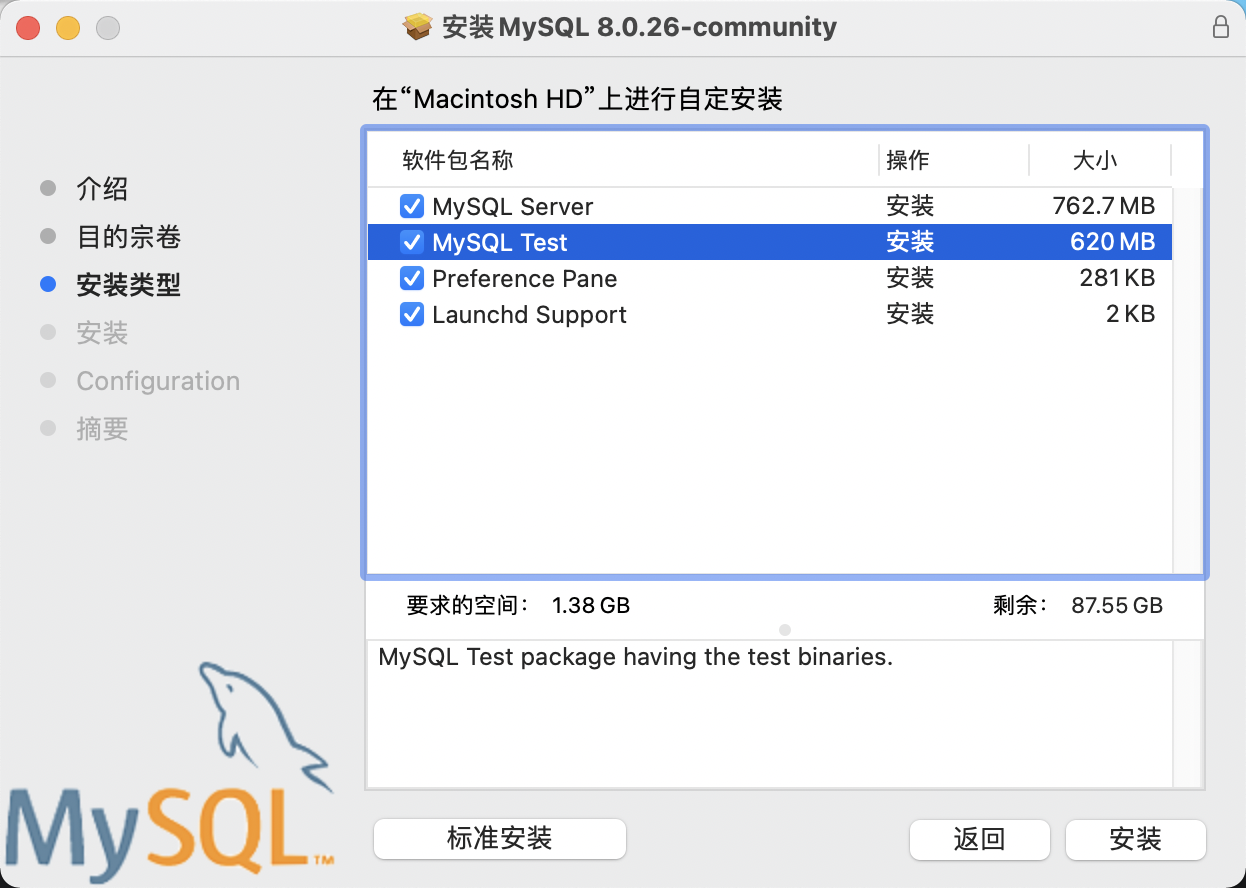 安装 MySQL 8.0.26-community
在“Macintosh HD”上进行自定安装
介绍
目的宗卷
安装类型
安装
Configuration
摘要
软件包名称 操作 大小
MySQL Server 安装 762.7 MB
MySQL Test 安装 620 MB
Preference Pane 安装 281 KB
Launchd Support 安装 2 KB
要求的空间： 1.38 GB 剩余： 87.55 GB
MySQL Test package having the test binaries.
MySQL™
标准安装 返回 安装